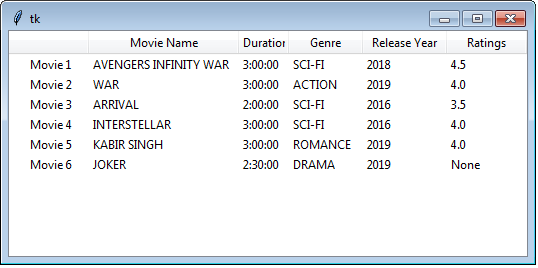 tk
Movie Name Duration Genre Release Year Ratings
Movie 1 AVENGERS INFINITY WAR 3:00:00 SCI-FI 2018 4.5
Movie 2 WAR 3:00:00 ACTION 2019 4.0
Movie 3 ARRIVAL 2:00:00 SCI-FI 2016 3.5
Movie 4 INTERSTELLAR 3:00:00 SCI-FI 2016 4.0
Movie 5 KABIR SINGH 3:00:00 ROMANCE 2019 4.0
Movie 6 JOKER 2:30:00 DRAMA 2019 None